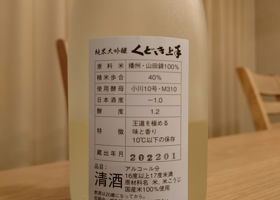 純米大吟醸 くどき上手
原料米 播州・山田錦100%
精米歩合 40%
使用酵母 小川10号・M310
日本酒度 -1.0
酸度 1.2
特徴 王道を極める
味と香り
10℃以下の保存
蔵出年月 202201
品目:
清酒
アルコール分
16度以上17度未満
原材料名 米、米こうじ
国産米100%使用